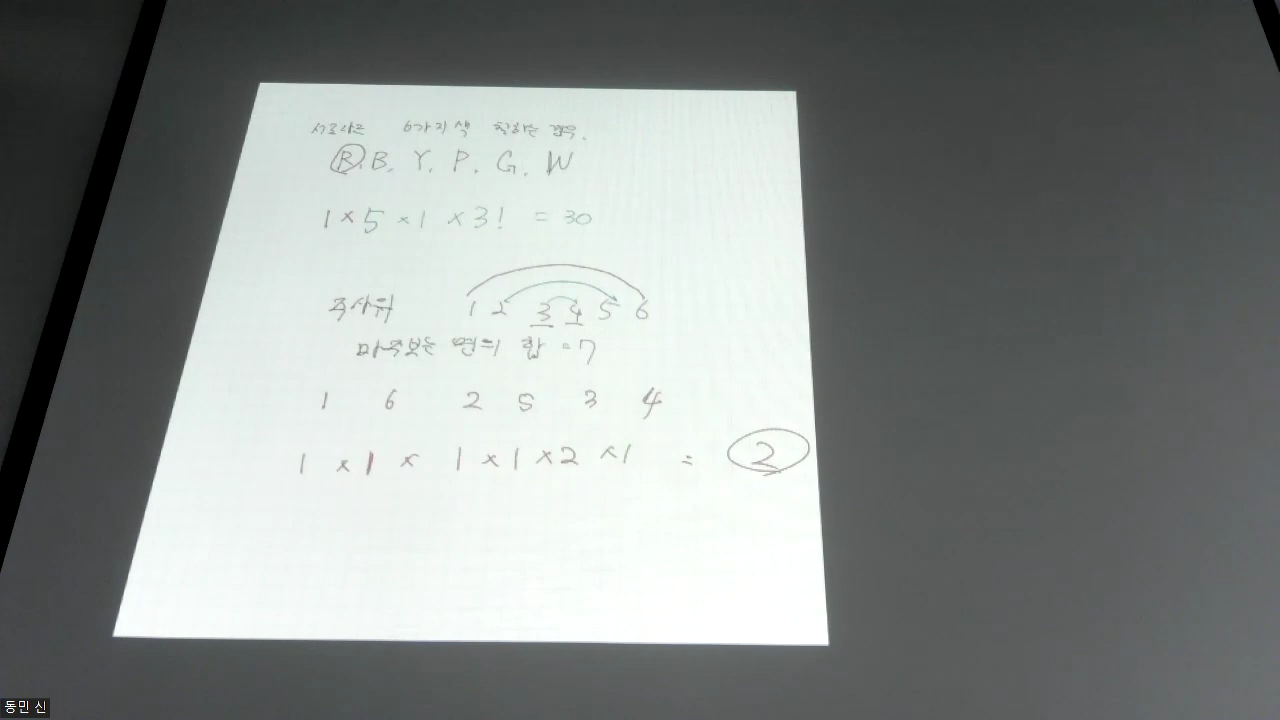 서로다른 6가지 색 칠하는 경우.
R. B. Y. P. G. W
1 × 5 × 1 × 3! = 30
주사위 1 2 3 4 5 6
마주보는 면의 합 = 7
1 6 2 5 3 4
1 × 1 × 1 × 1 × 2 × 1 = 2
동민 신